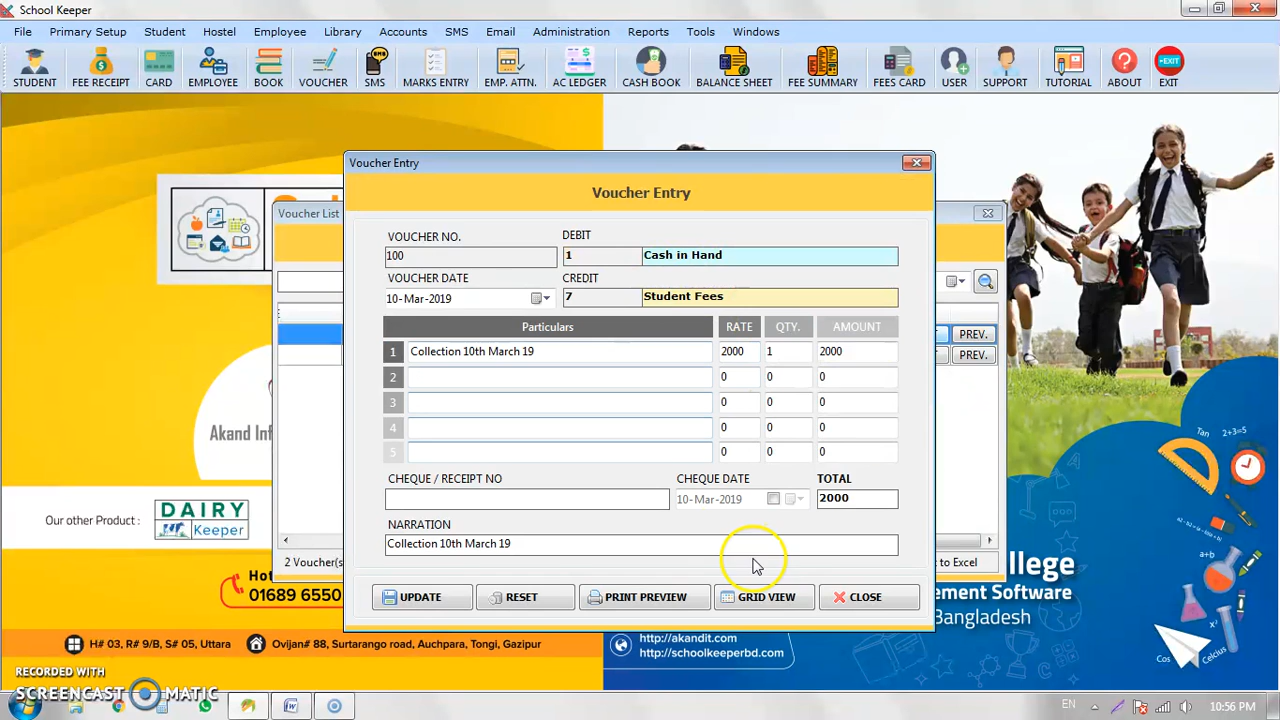 School Keeper
File Primary Setup Student Hostel Employee Library Accounts SMS Email Administration Reports Tools Windows
STUDENT FEE RECEIPT CARD EMPLOYEE BOOK VOUCHER SMS MARKS ENTRY EMP. ATTN. AC LEDGER CASH BOOK BALANCE SHEET FEE SUMMARY FEES CARD USER SUPPORT TUTORIAL ABOUT EXIT
Voucher List
Voucher Entry
Voucher Entry
VOUCHER NO. DEBIT
100 1 Cash in Hand
VOUCHER DATE CREDIT
10-Mar-2019 7 Student Fees
Particulars RATE QTY. AMOUNT
1 Collection 10th March 19 2000 1 2000
2 0 0 0
3 0 0 0
4 0 0 0
5 0 0 0
CHEQUE / RECEIPT NO CHEQUE DATE TOTAL
10-Mar-2019 2000
NARRATION
Collection 10th March 19
UPDATE RESET PRINT PREVIEW GRID VIEW CLOSE
PREV.
PREV.
2 Voucher(s
t to Excel
Akand Inf
Our other Product : DAIRY Keeper
Hot
01689 6550
llege
ement Software
Bangladesh
Tan
2+3=5
a+b-c
Cos
Celcius
H# 03, R# 9/B, S# 05, Uttara Ovijan# 88, Surtarango road, Auchpara, Tongi, Gazipur
http://akandit.com
http://schoolkeeperbd.com
RECORDED WITH
SCREENCAST MATIC
EN 10:56 PM